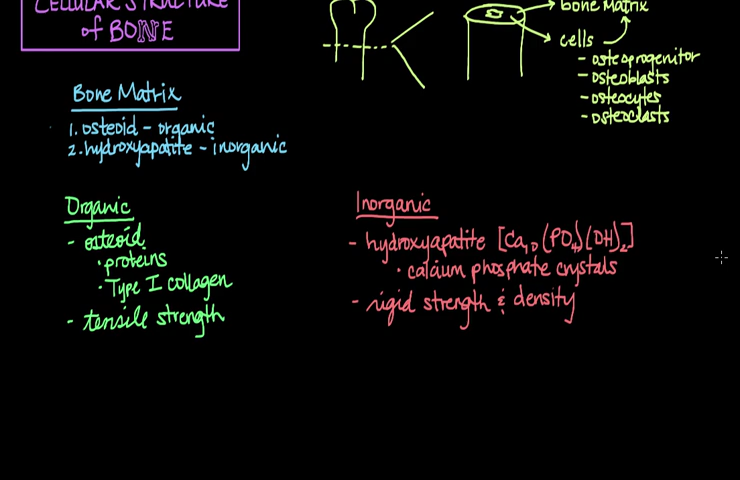 CELLULAR STRUCTURE
of BONE
bone Matrix
cells
- osteoprogenitor
- osteoblasts
- osteocytes
- osteoclasts
Bone Matrix
1. osteoid - organic
2. hydroxyapatite - inorganic
Organic
- osteoid
· proteins
· Type I collagen
- tensile strength
Inorganic
- hydroxyapatite [Ca10(PO4)(OH)2]
· calcium phosphate crystals
- rigid strength & density